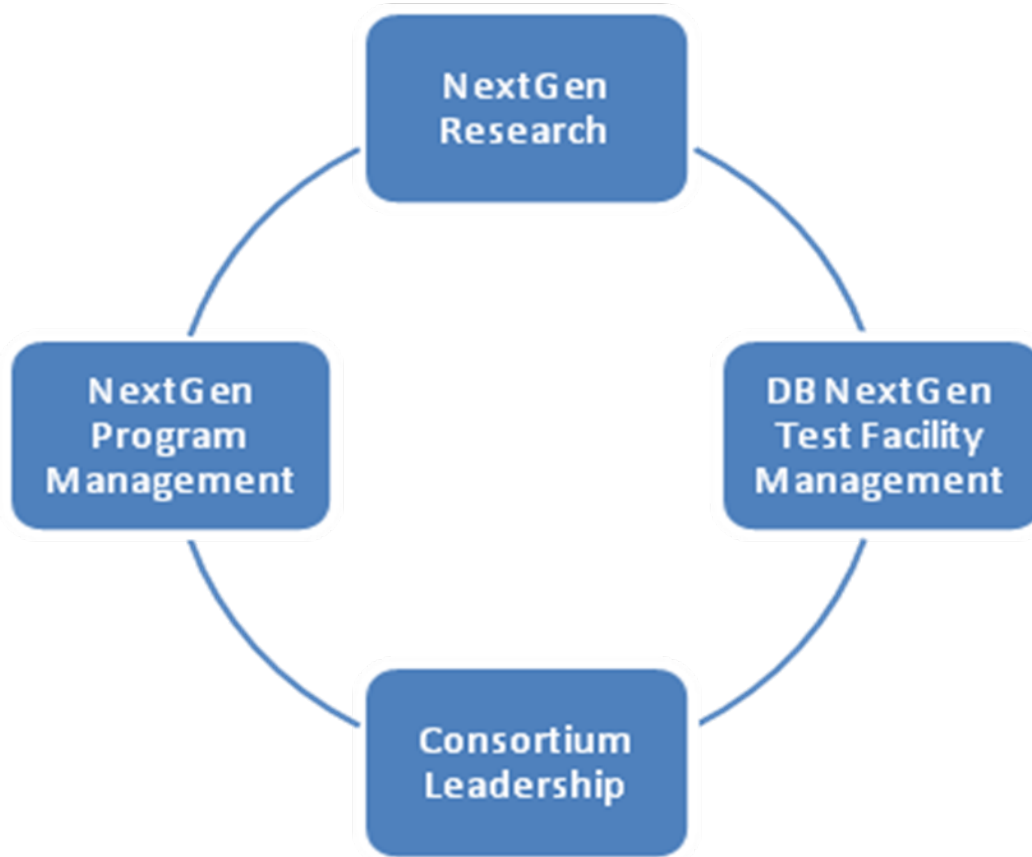 NextGen
Research
NextGen
Program
Management
DB NextGen
Test Facility
Management
Consortium
Leadership